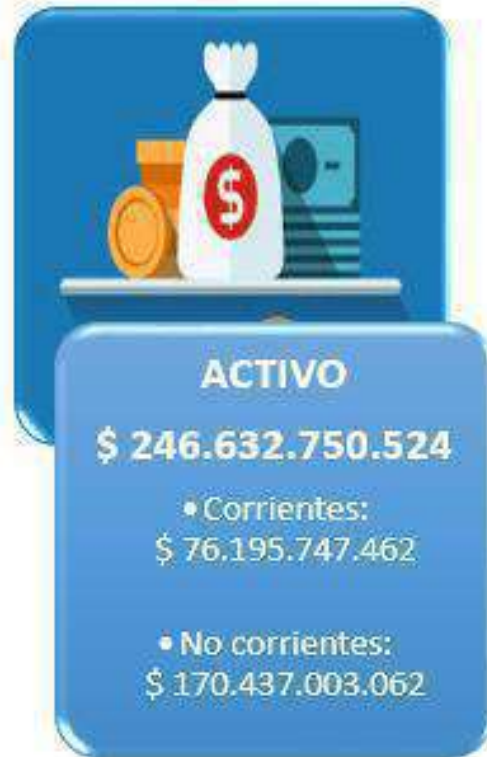 $
ACTIVO
$ 246.632.750.524
• Corrientes:
$ 76.195.747.462
• No corrientes:
$ 170.437.003.062